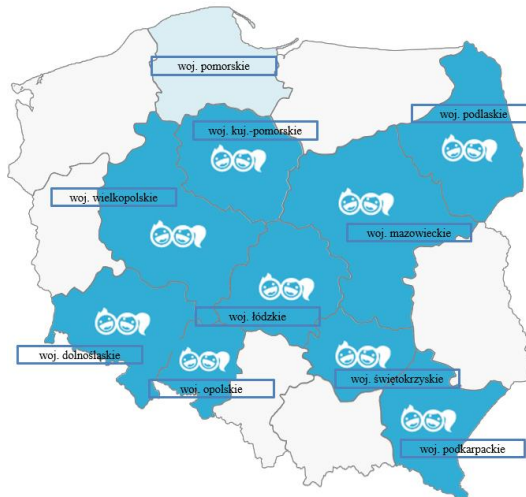 woj. pomorskie
woj. podlaskie
woj. kuj.-pomorskie
woj. wielkopolskie
woj. mazowieckie
woj. łódzkie
woj. dolnośląskie
woj. świętokrzyskie
woj. opolskie
woj. podkarpackie